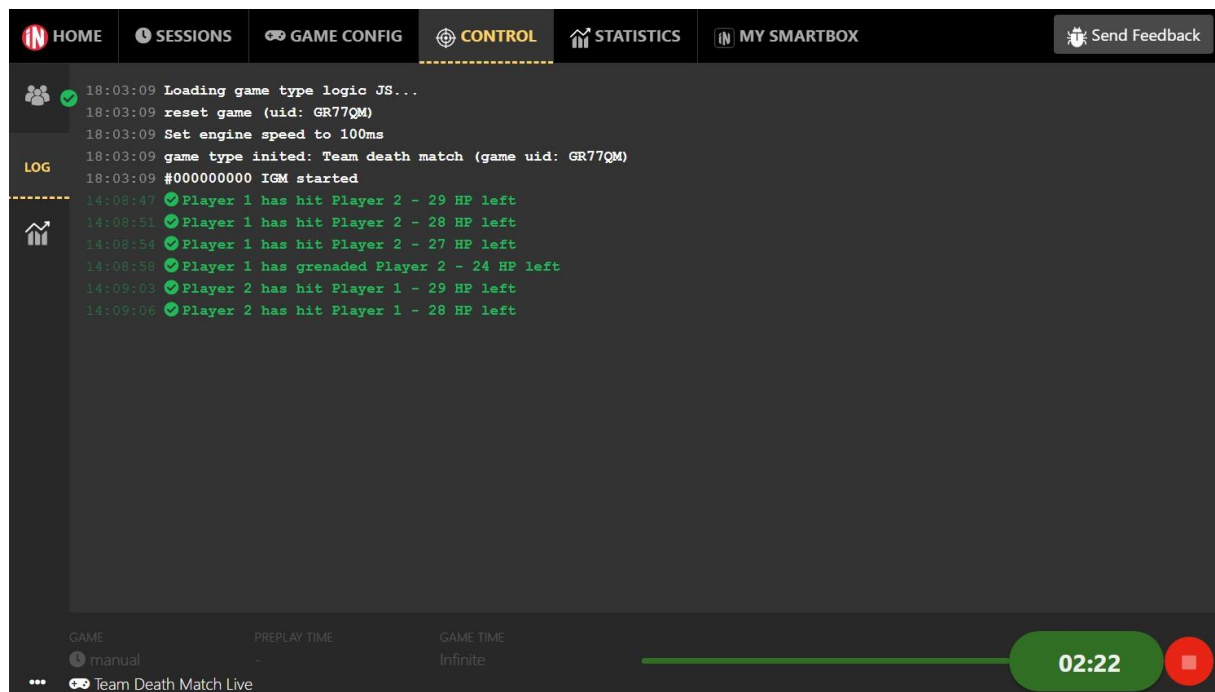 IN HOME
SESSIONS
GAME CONFIG
CONTROL
STATISTICS
IN MY SMARTBOX
Send Feedback
LOG
18:03:09 Loading game type logic JS...
18:03:09 reset game (uid: GR77QM)
18:03:09 Set engine speed to 100ms
18:03:09 game type inited: Team death match (game uid: GR77QM)
18:03:09 #000000000 IGM started
14:08:47 Player 1 has hit Player 2 - 29 HP left
14:08:51 Player 1 has hit Player 2 - 28 HP left
14:08:54 Player 1 has hit Player 2 - 27 HP left
14:08:58 Player 1 has grenaded Player 2 - 24 HP left
14:09:03 Player 2 has hit Player 1 - 29 HP left
14:09:06 Player 2 has hit Player 1 - 28 HP left
GAME
manual
PREPLAY TIME
-
GAME TIME
Infinite
02:22
Team Death Match Live